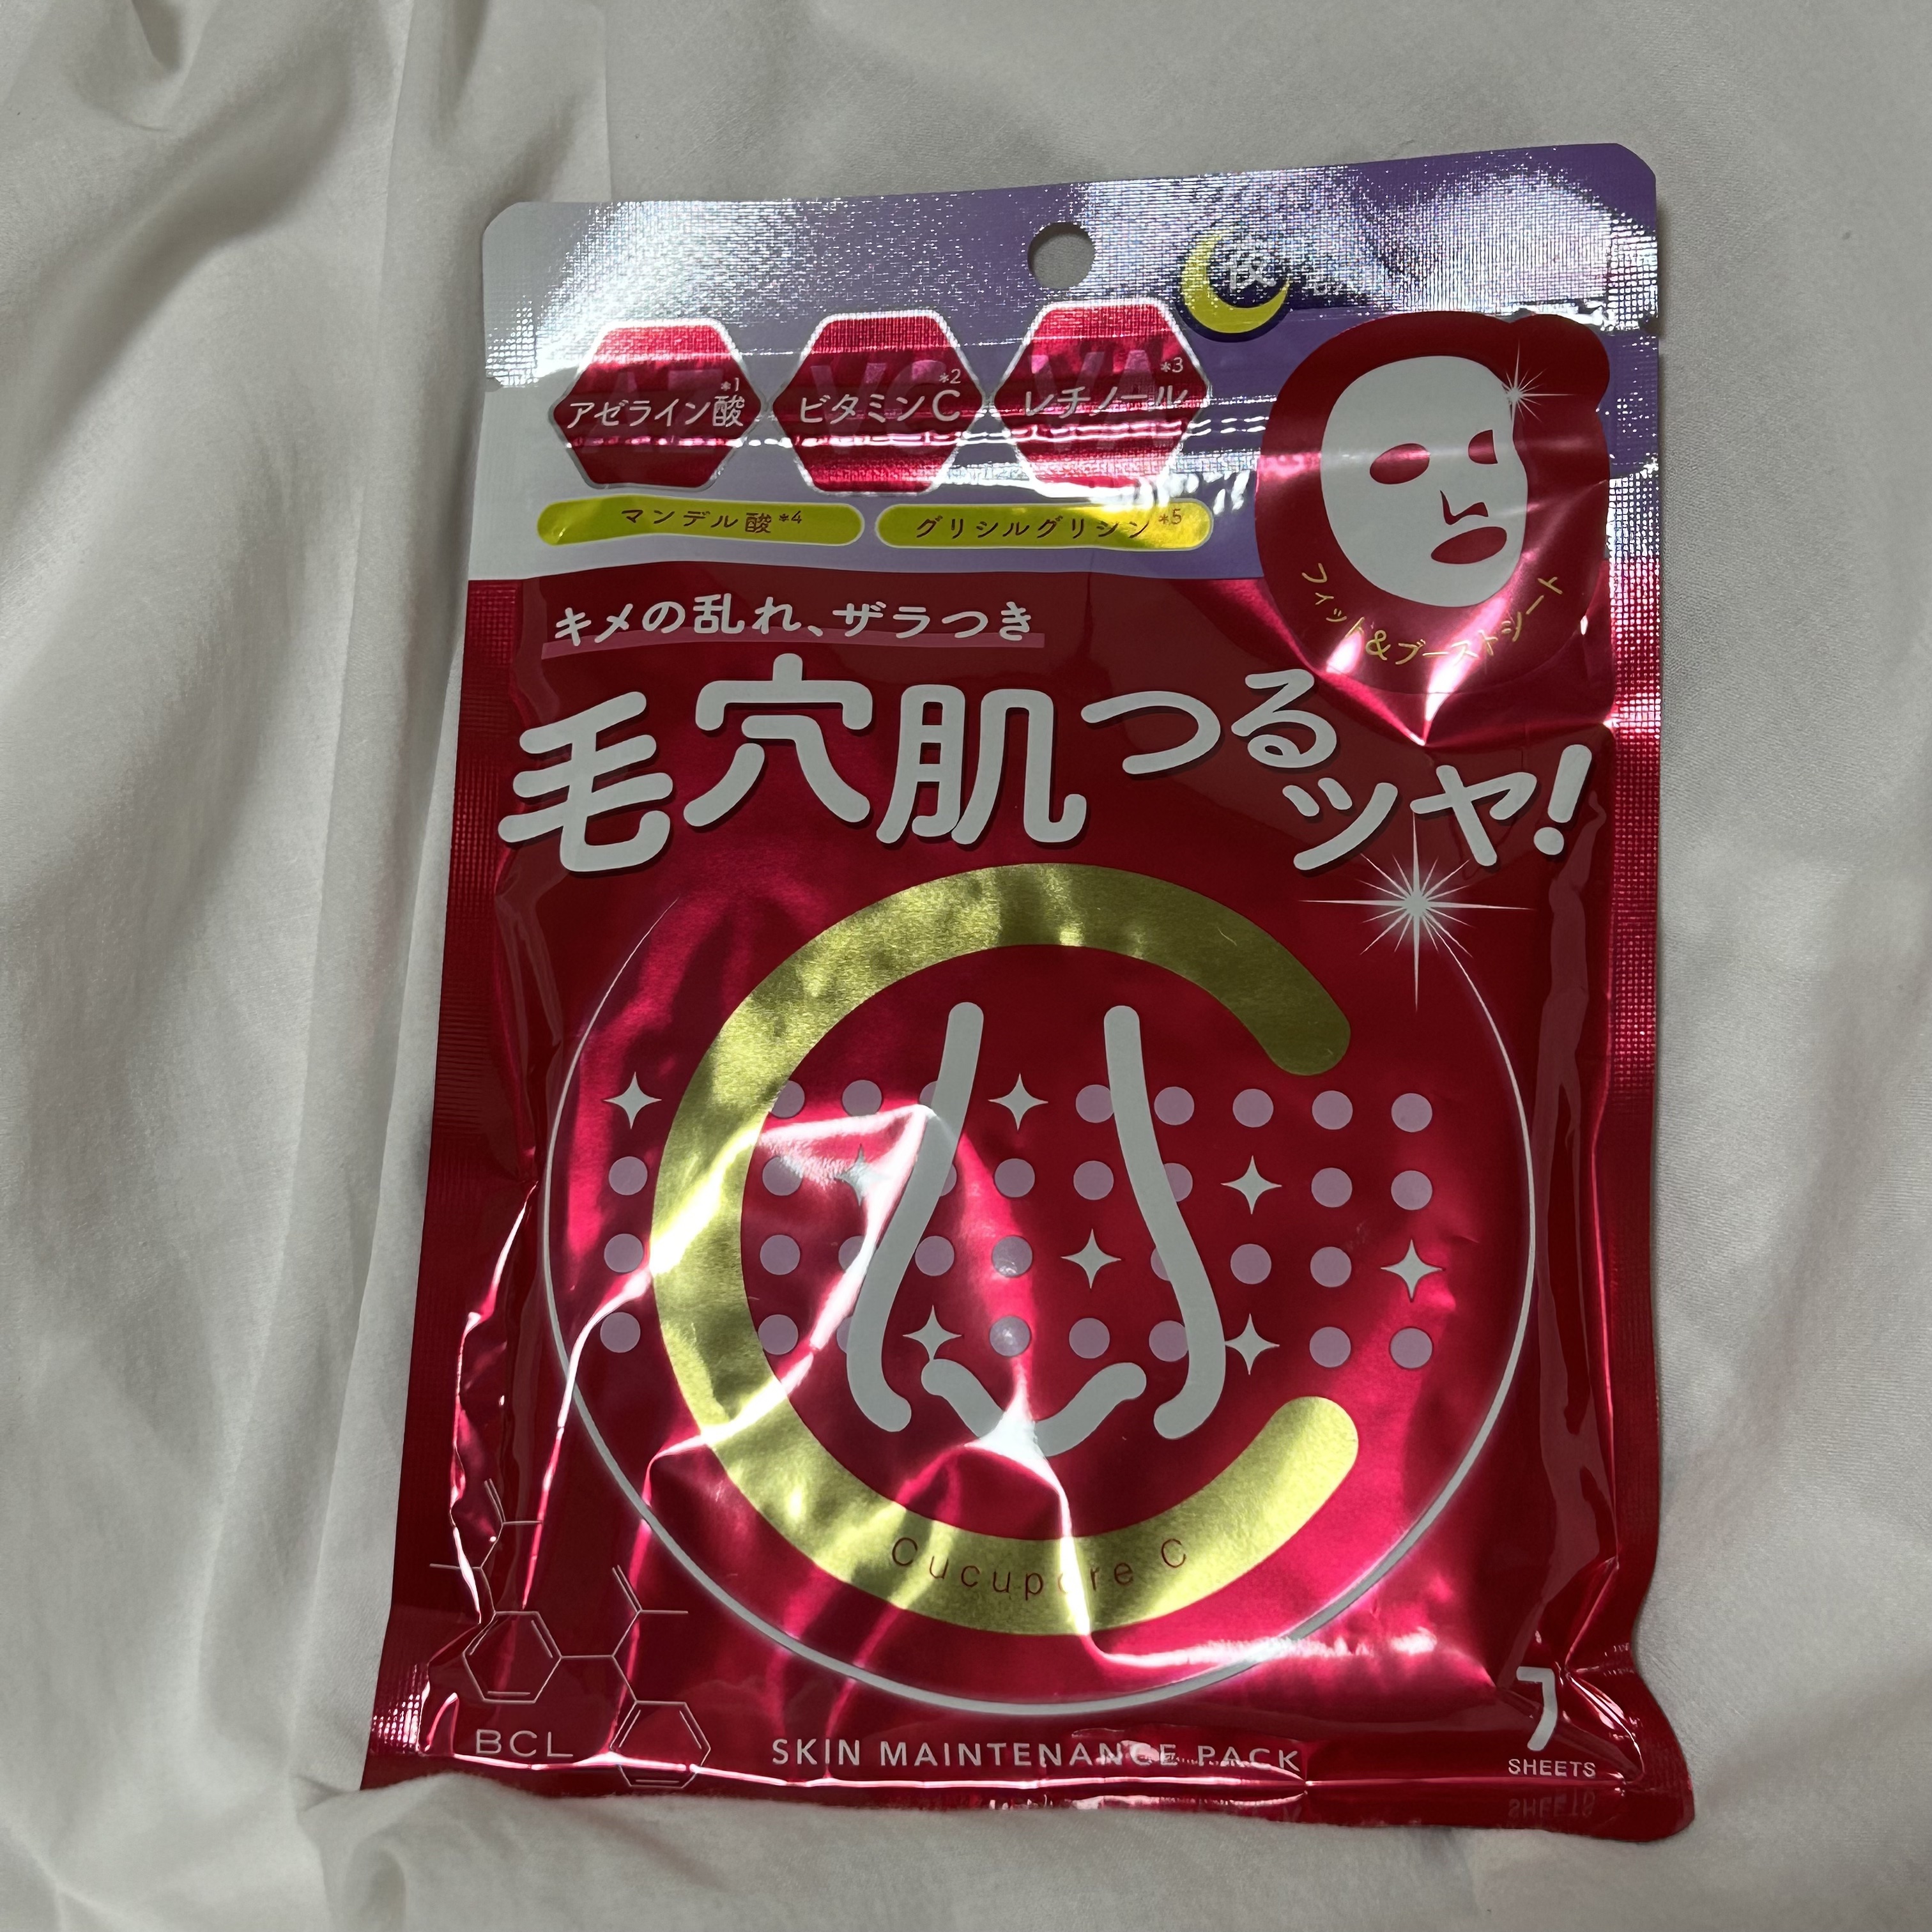 夜
AZ
VC
VA
アゼライン酸*1
ビタミンC*2
レチノール*3
マンデル酸*4
グリシルグリシン*5
フィット&ブーストシート
キメの乱れ、ザラつき
毛穴肌つる
ツヤ!
Cucupore C
BCL
SKIN MAINTENANCE PACK
7
SHEETS